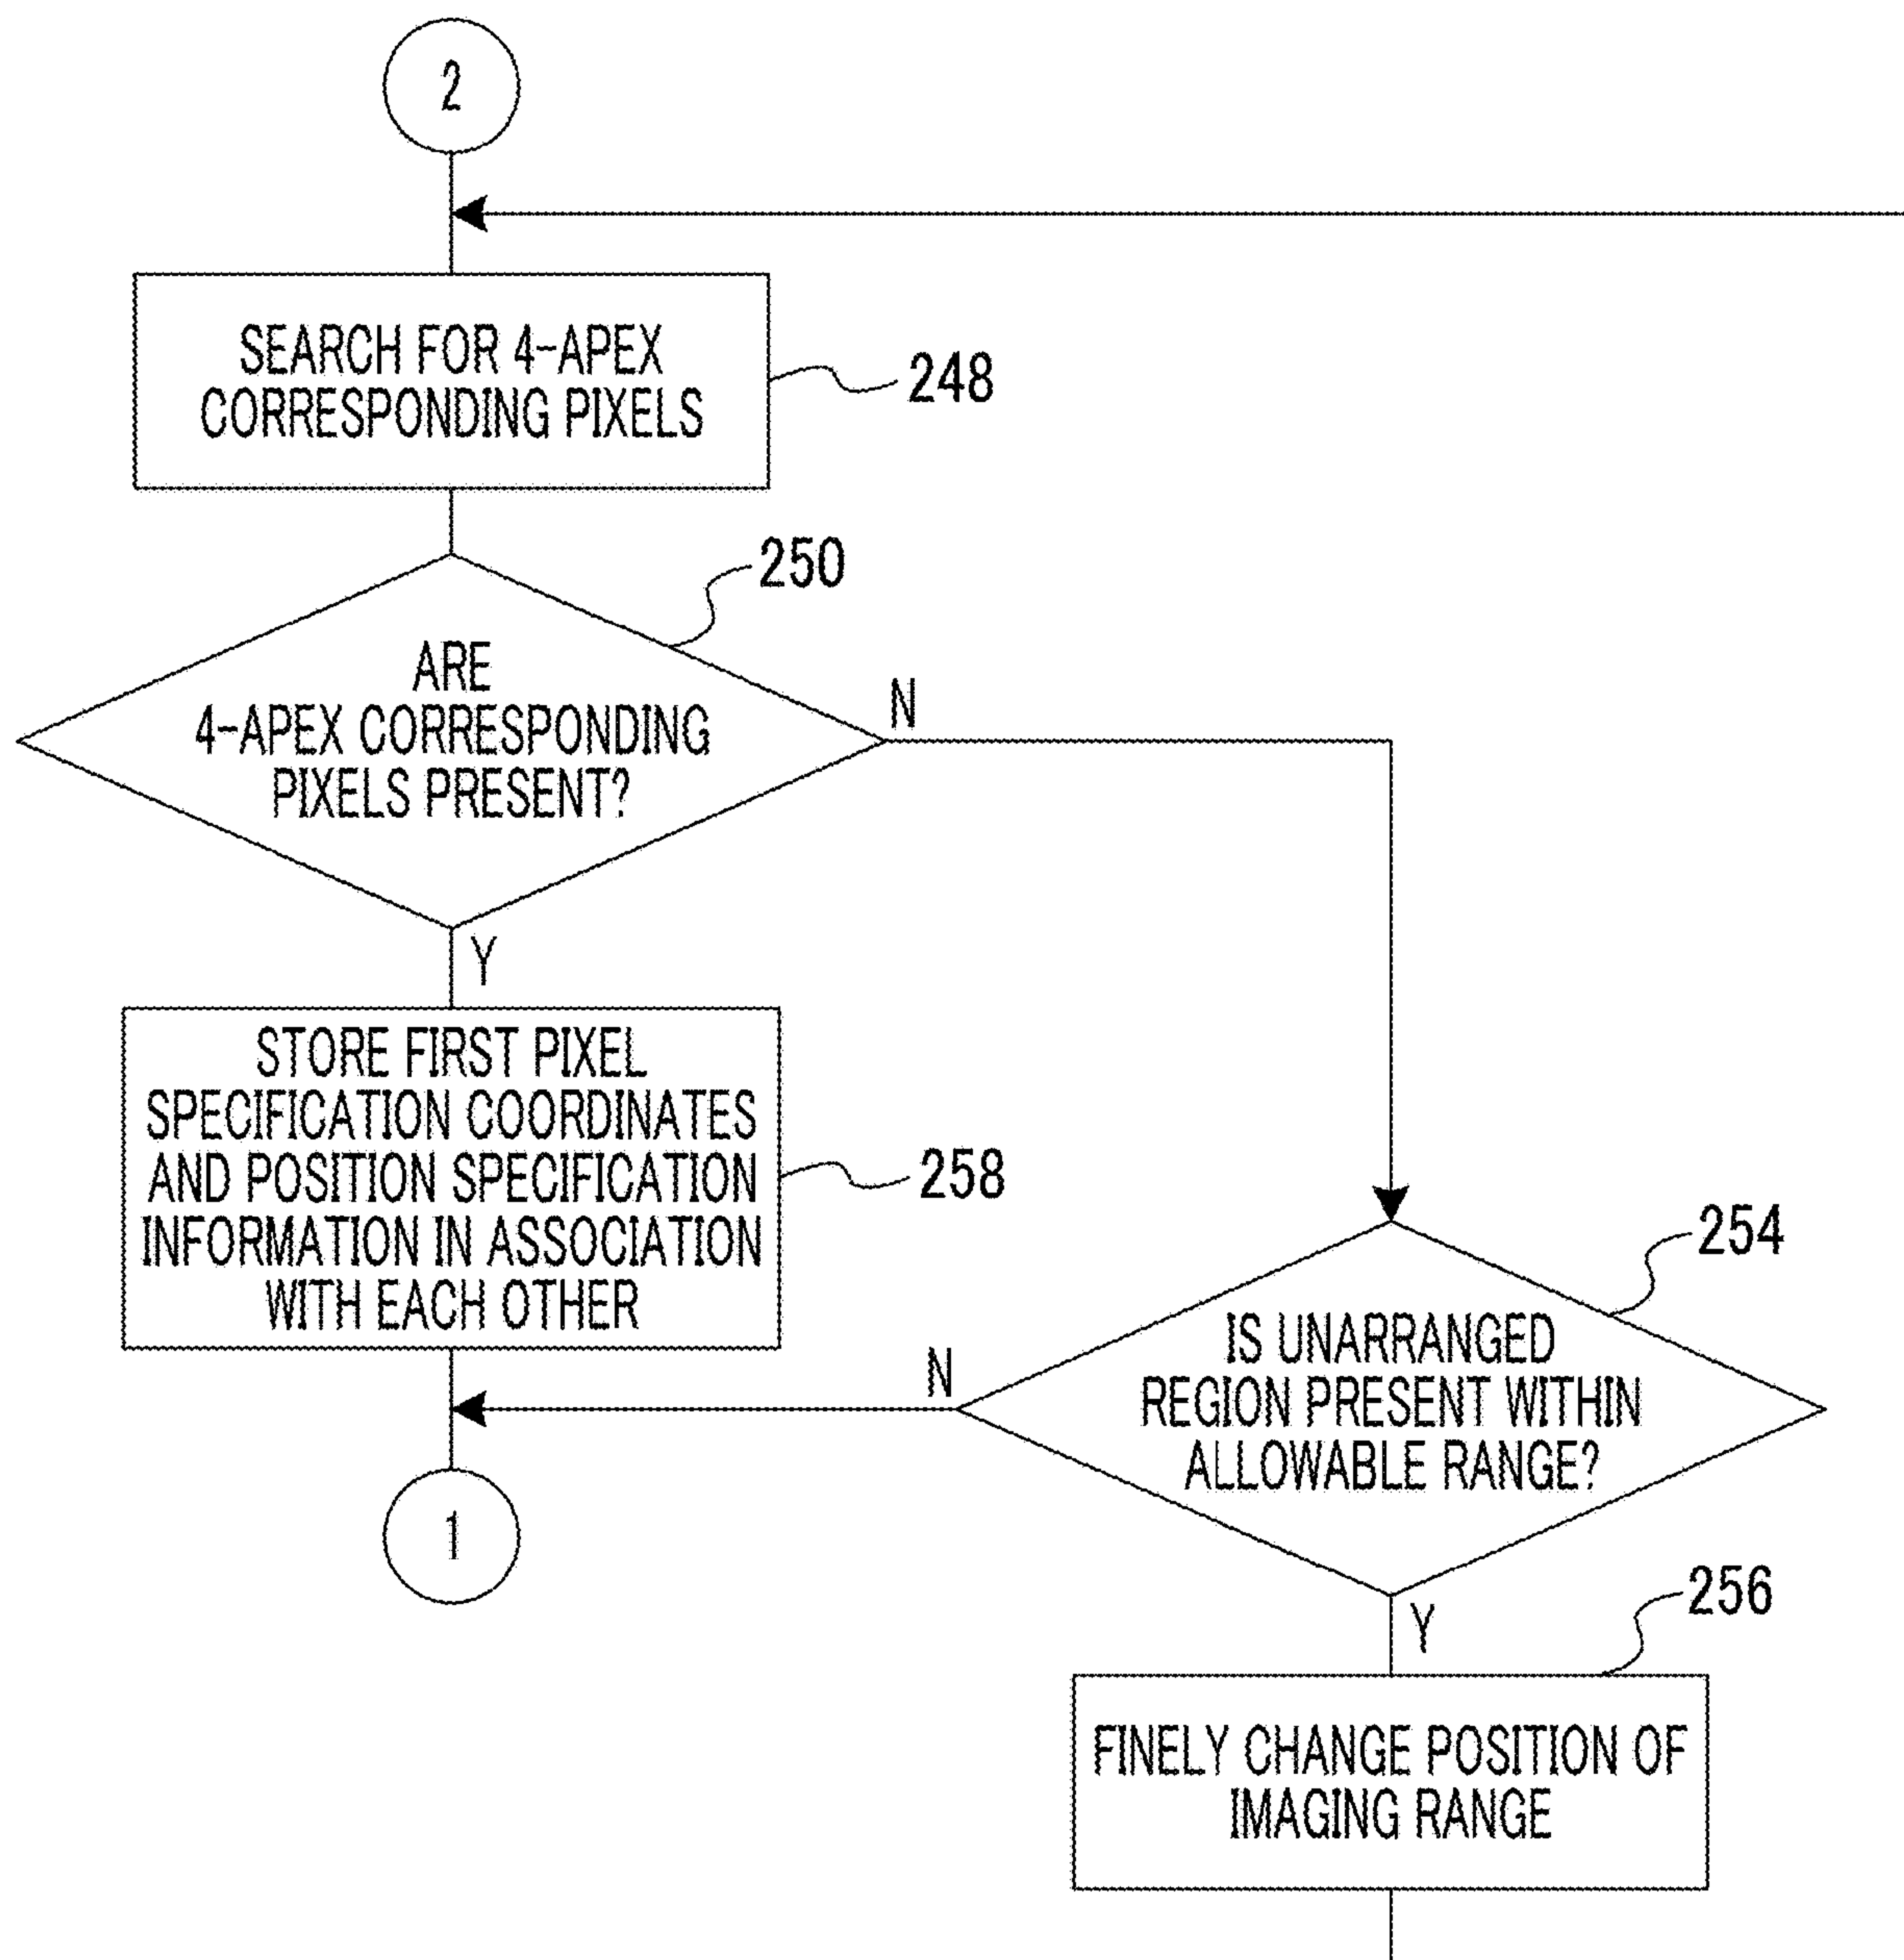 2
SEARCH FOR 4-APEX
CORRESPONDING PIXELS
248
250
ARE
4-APEX CORRESPONDING
PIXELS PRESENT?
N
Y
STORE FIRST PIXEL
SPECIFICATION COORDINATES
AND POSITION SPECIFICATION
INFORMATION IN ASSOCIATION
WITH EACH OTHER
258
254
IS UNARRANGED
REGION PRESENT WITHIN
ALLOWABLE RANGE?
N
1
Y
256
FINELY CHANGE POSITION OF
IMAGING RANGE